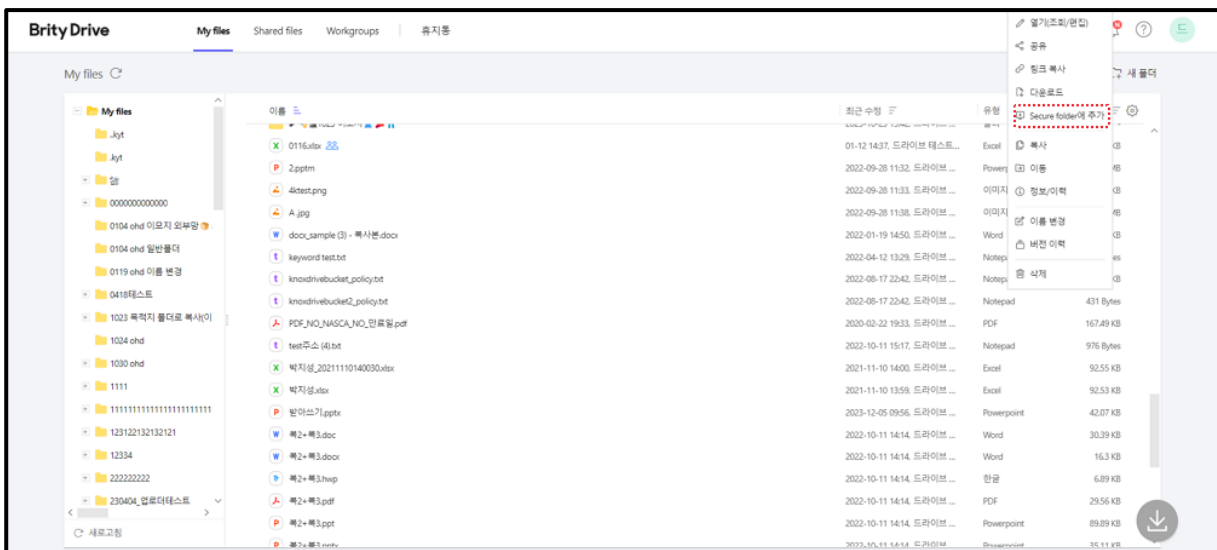 Brity Drive
My files Shared files Workgroups 휴지통
열기(조회/편집)
공유
링크 복사
다운로드
Secure folder에 추가
복사
이동
정보/이력
이름 변경
버전 이력
삭제
드
My files
새 폴더
My files
.kyt
.kyt
0000000000000
0104 ohd 이모지 외부망
0104 ohd 일반폴더
0119 ohd 이름 변경
0418테스트
1023 목적지 폴더로 복사(이
1024 ohd
1030 ohd
1111
123122132132121
12334
222222222
230404_업로더테스트
새로고침
이름 최근 수정 유형
0116.xlsx 01-12 14:37, 드라이브 테스트... Excel
2.pptm 2022-09-28 11:32, 드라이브 ...
4ktest.png 2022-09-28 11:33, 드라이브 ...
A .jpg 2022-09-28 11:38, 드라이브 ...
docx_sample (3) - 복사본.docx 2022-01-19 14:50, 드라이브 ... Word
keyword test.txt 2022-04-12 13:29, 드라이브 ...
knoxdrivebucket_policy.txt 2022-08-17 22:42, 드라이브 ...
knoxdrivebucket2_policy.txt 2022-08-17 22:42, 드라이브 ... Notepad 431 Bytes
PDF_NO_NASCA_NO_만료일.pdf 2020-02-22 19:33, 드라이브 ... PDF 167.49 KB
test주소 (4).txt 2022-10-11 15:17, 드라이브 ... Notepad 976 Bytes
박지성_20211110140030.xlsx 2021-11-10 14:00, 드라이브 ... Excel 92.55 KB
박지성.xlsx 2021-11-10 13:59, 드라이브 ... Excel 92.53 KB
받아쓰기.pptx 2023-12-05 09:56, 드라이브 ... Powerpoint 42.07 KB
복2+복3.doc 2022-10-11 14:14, 드라이브 ... Word 30.39 KB
복2+복3.docx 2022-10-11 14:14, 드라이브 ... Word 16.3 KB
복2+복3.hwp 2022-10-11 14:14, 드라이브 ... 한글 6.89 KB
복2+복3.pdf 2022-10-11 14:14, 드라이브 ... PDF 29.56 KB
복2+복3.ppt 2022-10-11 14:14, 드라이브 ... Powerpoint 89.89 KB